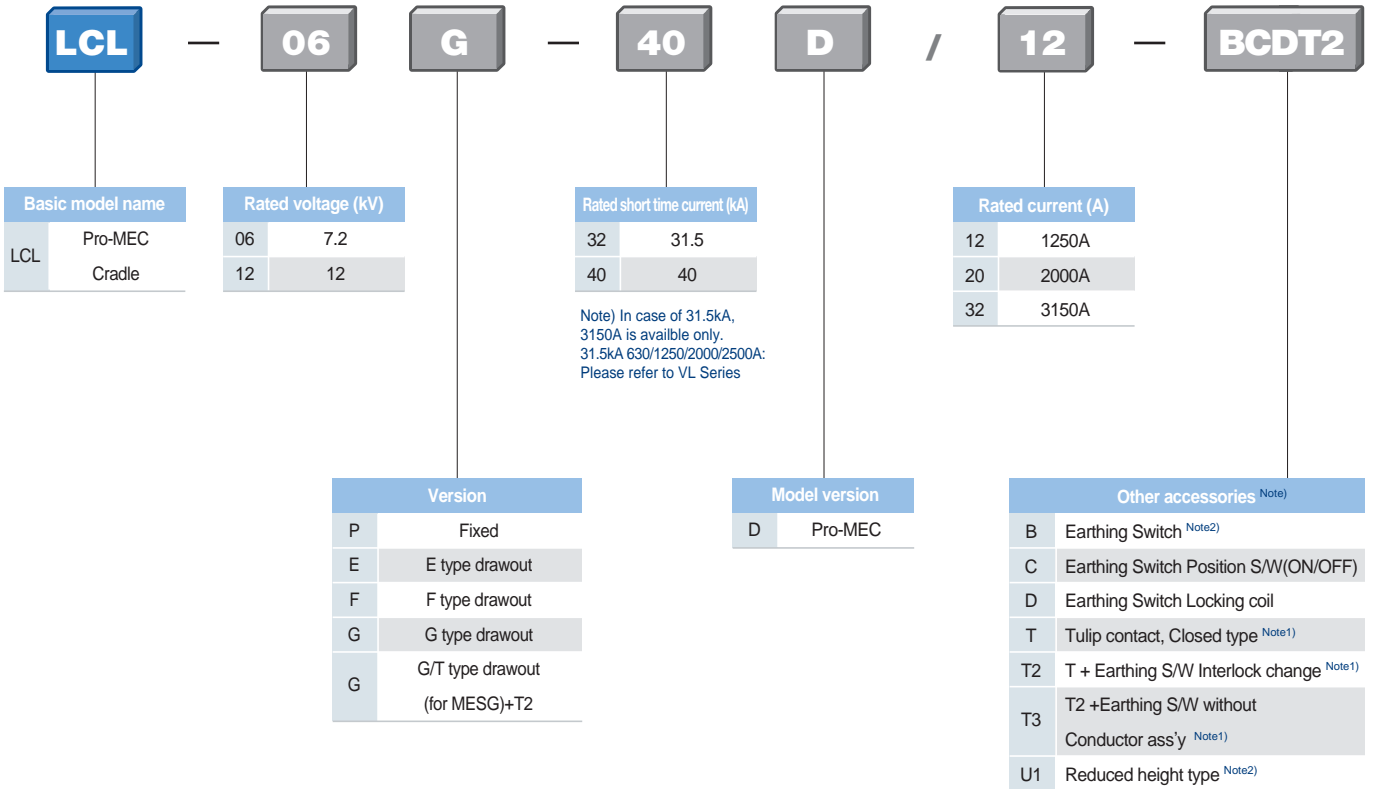 LCL — 06 G — 40 D / 12 — BCDT2
Basic model name
LCL
Pro-MEC
Cradle
Rated voltage (kV)
06 7.2
12 12
Rated short time current (kA)
32 31.5
40 40
Note) In case of 31.5kA,
3150A is availble only.
31.5kA 630/1250/2000/2500A:
Please refer to VL Series
Rated current (A)
12 1250A
20 2000A
32 3150A
Version
P Fixed
E E type drawout
F F type drawout
G G type drawout
G G/T type drawout
(for MESG)+T2
Model version
D Pro-MEC
Other accessories Note)
B Earthing Switch Note2)
C Earthing Switch Position S/W(ON/OFF)
D Earthing Switch Locking coil
T Tulip contact, Closed type Note1)
T2 T + Earthing S/W Interlock change Note1)
T3 T2 +Earthing S/W without
Conductor ass'y Note1)
U1 Reduced height type Note2)